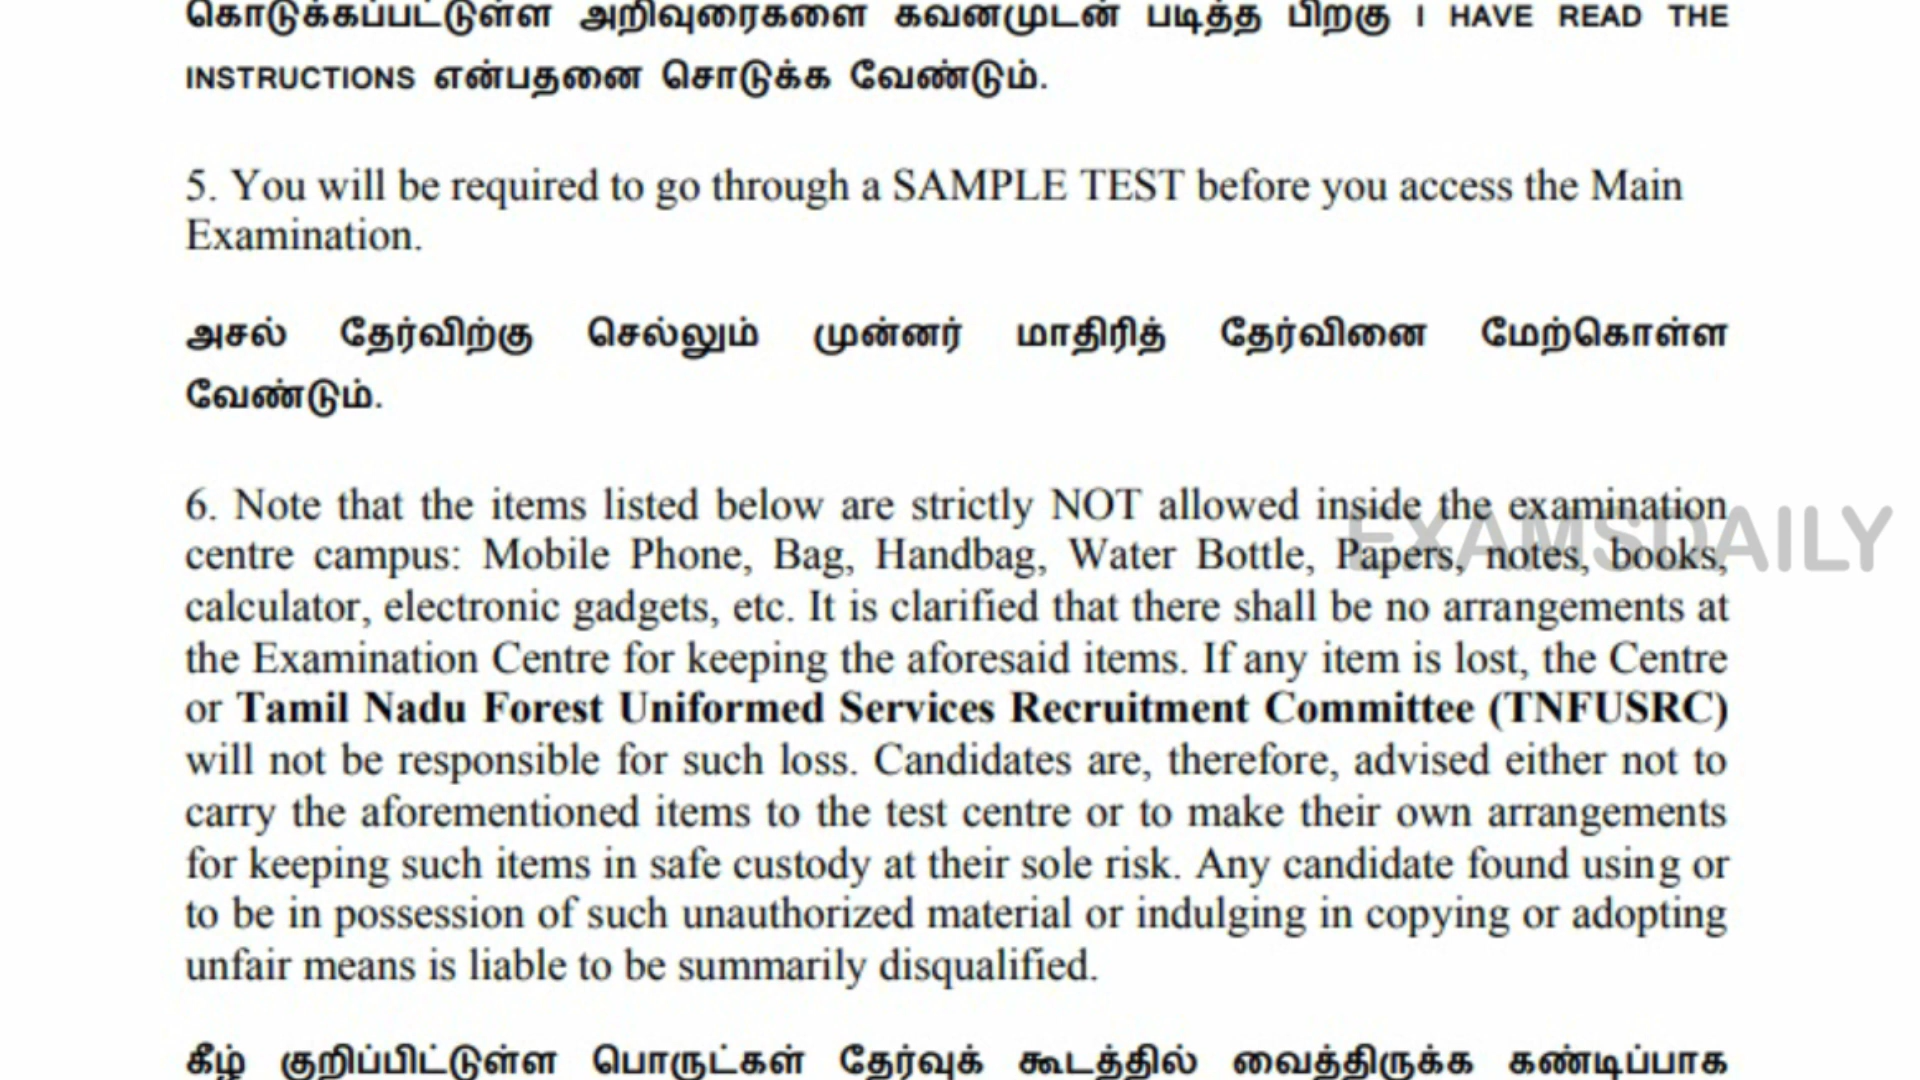 கொடுக்கப்பட்டுள்ள அறிவுரைகளை கவனமுடன் படித்த பிறகு I HAVE READ THE
INSTRUCTIONS என்பதனை சொடுக்க வேண்டும்.
5. You will be required to go through a SAMPLE TEST before you access the Main
Examination.
அசல் தேர்விற்கு செல்லும் முன்னர் மாதிரித் தேர்வினை மேற்கொள்ள
வேண்டும்.
6. Note that the items listed below are strictly NOT allowed inside the examination
centre campus: Mobile Phone, Bag, Handbag, Water Bottle, Papers, notes, books,
EXAMSDAILY
calculator, electronic gadgets, etc. It is clarified that there shall be no arrangements at
the Examination Centre for keeping the aforesaid items. If any item is lost, the Centre
or Tamil Nadu Forest Uniformed Services Recruitment Committee (TNFUSRC)
will not be responsible for such loss. Candidates are, therefore, advised either not to
carry the aforementioned items to the test centre or to make their own arrangements
for keeping such items in safe custody at their sole risk. Any candidate found using or
to be in possession of such unauthorized material or indulging in copying or adopting
unfair means is liable to be summarily disqualified.
கீழ் குறிப்பிட்டுள்ள பொருட்கள் தேர்வுக் கூடத்தில் வைத்திருக்க கண்டிப்பாக